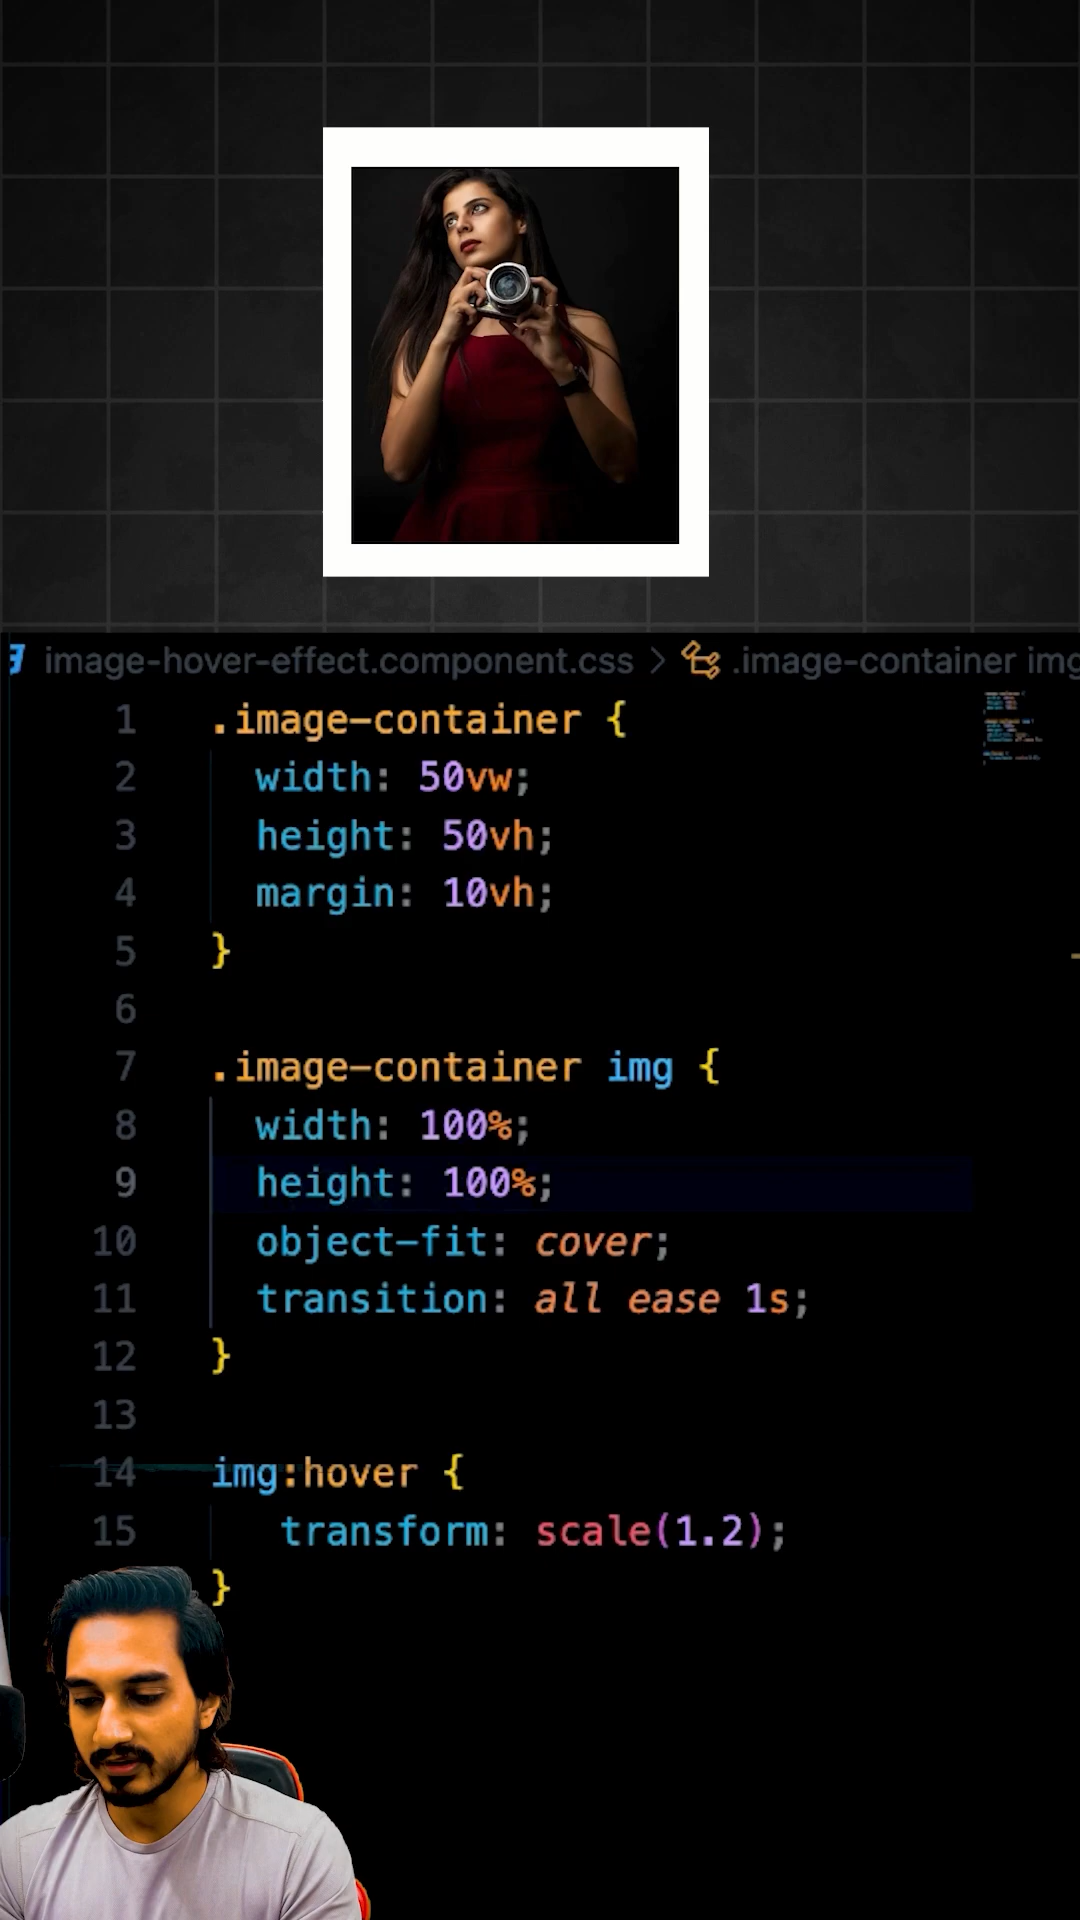 image-hover-effect.component.css > .image-container img
1 .image-container {
2 width: 50vw;
3 height: 50vh;
4 margin: 10vh;
5 }
6
7 .image-container img {
8 width: 100%;
9 height: 100%;
10 object-fit: cover;
11 transition: all ease 1s;
12 }
13
14 img:hover {
15 transform: scale(1.2);
}